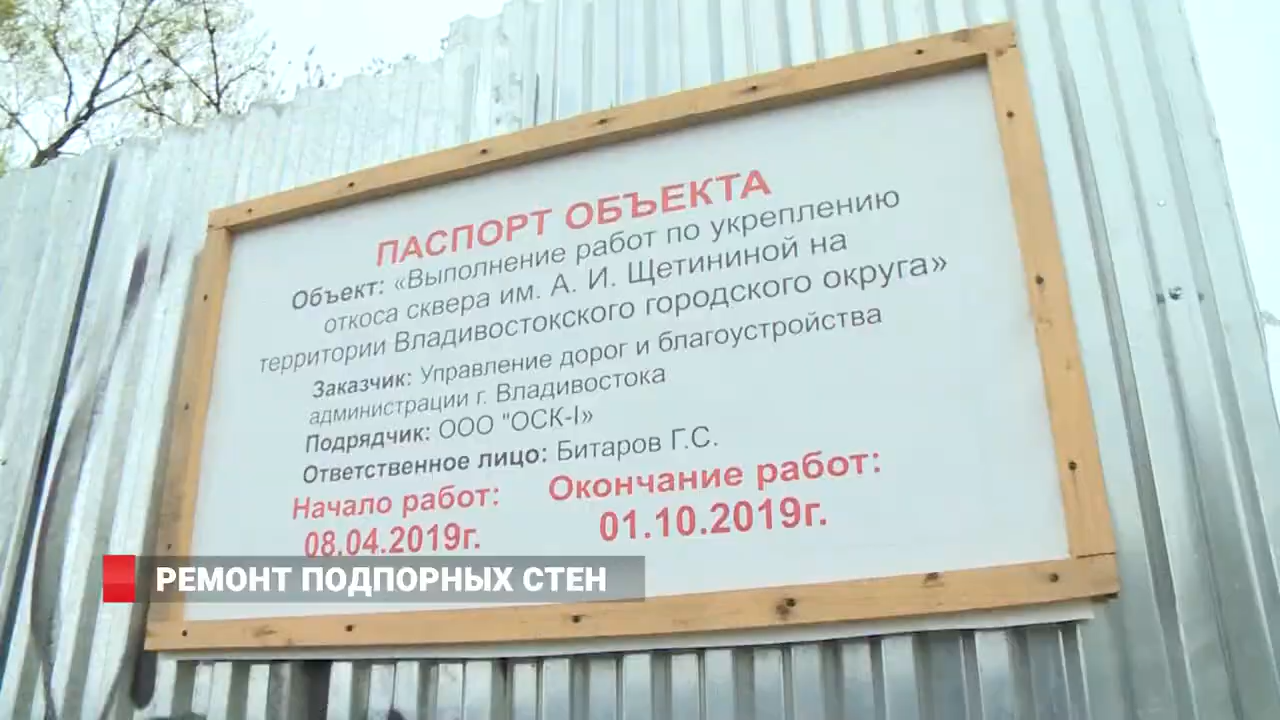 ПАСПОРТ ОБЪЕКТА
Объект: «Выполнение работ по укреплению
откоса сквера им. А. И. Щетининой на
территории Владивостокского городского округа»
Заказчик: Управление дорог и благоустройства
администрации г. Владивостока
Подрядчик: ООО "ОСК-I»
Ответственное лицо: Битаров Г.С.
Начало работ: Окончание работ:
08.04.2019г. 01.10.2019г.
РЕМОНТ ПОДПОРНЫХ СТЕН